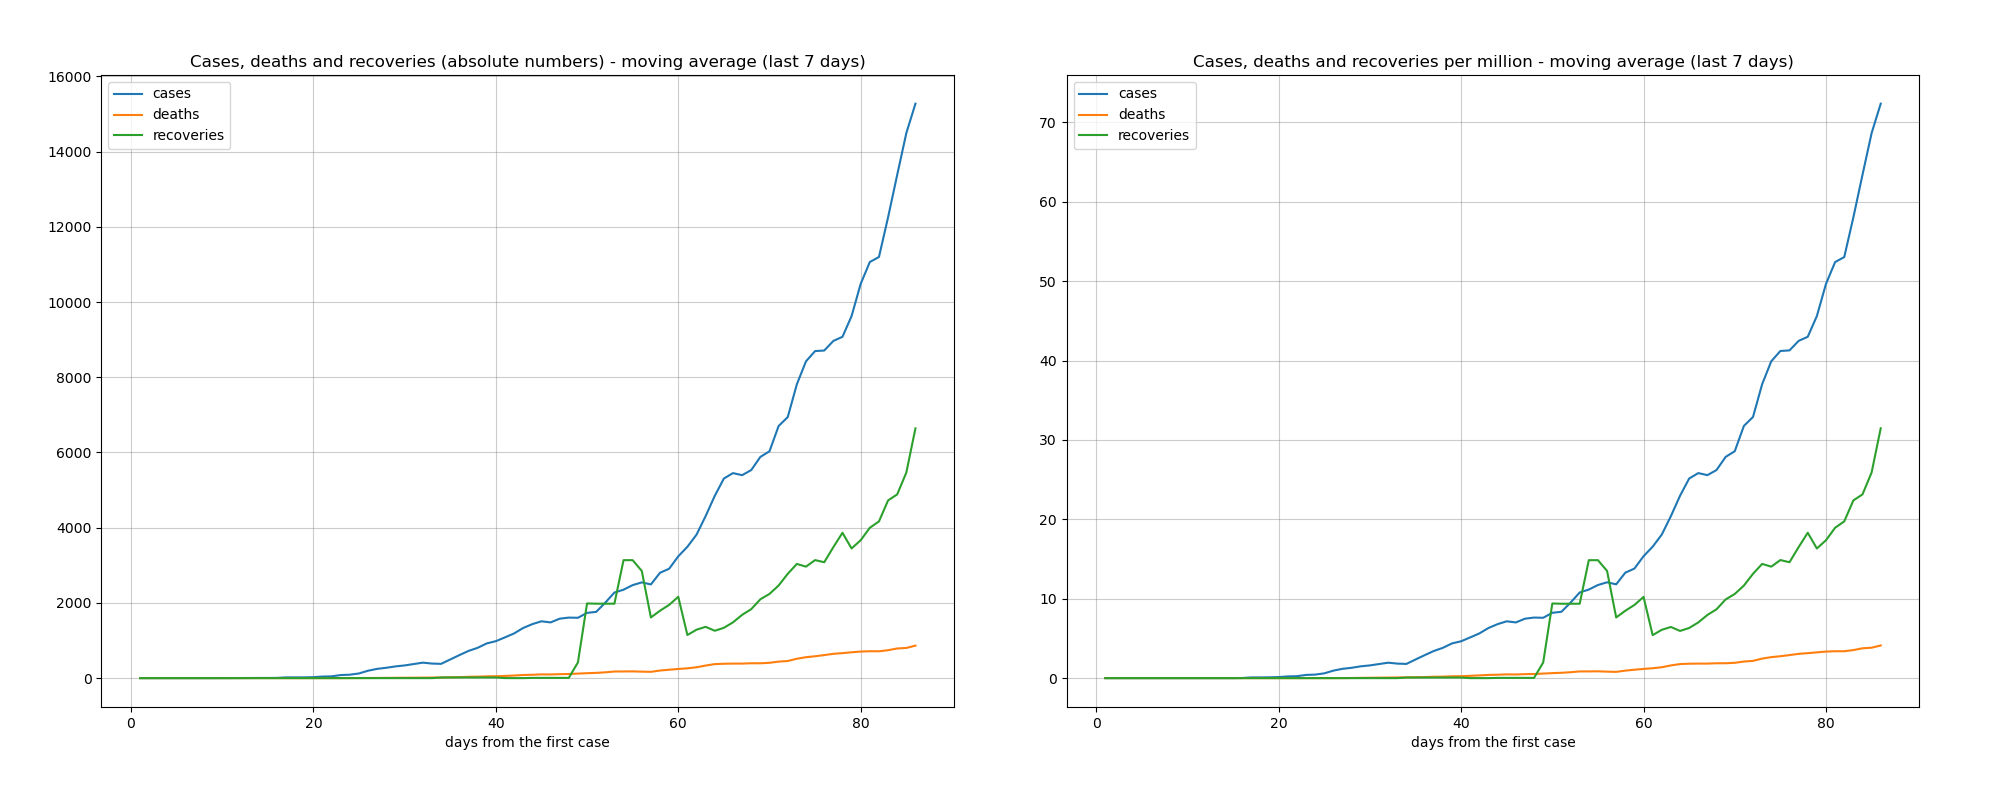 Cases, deaths and recoveries (absolute numbers) - moving average (last 7 days)
16000
14000
12000
10000
8000
6000
4000
2000
0
cases
deaths
recoveries
0 20 40 60 80
days from the first case
Cases, deaths and recoveries per million - moving average (last 7 days)
70
60
50
40
30
20
10
0
cases
deaths
recoveries
0 20 40 60 80
days from the first case